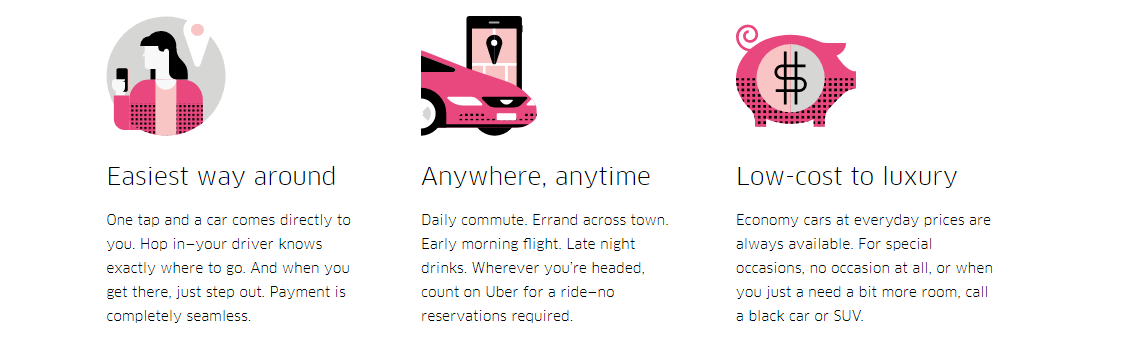 Easiest way around
One tap and a car comes directly to
you. Hop in–your driver knows
exactly where to go. And when you
get there, just step out. Payment is
completely seamless.
Anywhere, anytime
Daily commute. Errand across town.
Early morning flight. Late night
drinks. Wherever you're headed,
count on Uber for a ride–no
reservations required.
$
Low-cost to luxury
Economy cars at everyday prices are
always available. For special
occasions, no occasion at all, or when
you just a need a bit more room, call
a black car or SUV.